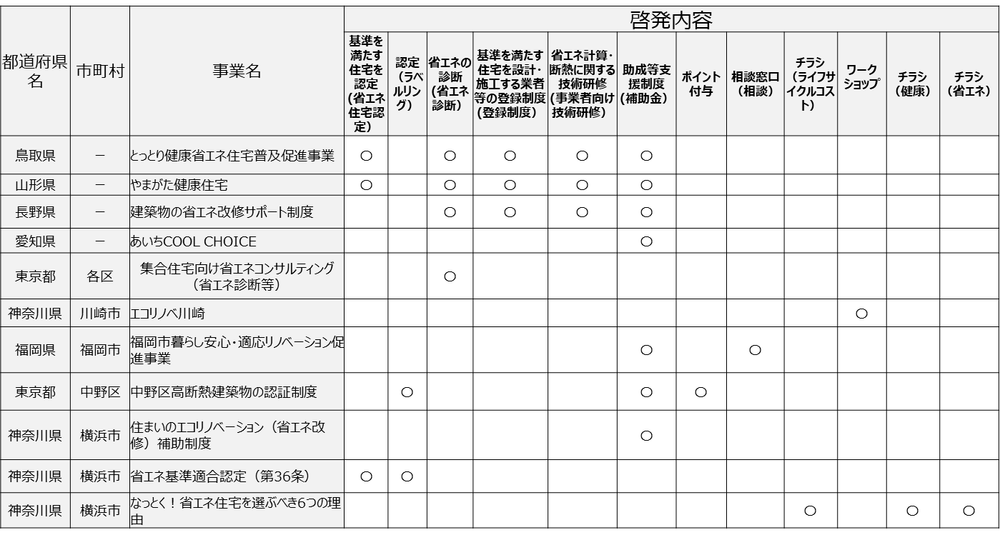 啓発内容
都道府県
名
市町村
事業名
基準を
満たす
住宅を
認定
(省エネ
住宅認
定)
認定
(ラベ
ルリン
グ)
省エネの
診断
(省エネ
診断)
基準を満たす
住宅を設計・
施工する業者
等の登録制度
(登録制度)
省エネ計算・
断熱に関する
技術研修
(事業者向け
技術研修)
助成等支
援制度
(補助金)
ポイント
付与
相談窓口
(相談)
チラシ
(ライフサ
イクルコス
ト)
ワーク
ショップ
チラシ
(健康)
チラシ
(省エネ)
鳥取県 － とっとり健康省エネ住宅普及促進事業 ○ ○ ○ ○ ○
山形県 － やまがた健康住宅 ○ ○ ○ ○ ○
長野県 － 建築物の省エネ改修サポート制度 ○ ○ ○ ○
愛知県 － あいちCOOL CHOICE ○
東京都 各区 集合住宅向け省エネコンサルティング
(省エネ診断等) ○
神奈川県 川崎市 エコリノベ川崎 ○
福岡県 福岡市 福岡市暮らし安心・適応リノベーション促
進事業 ○ ○
東京都 中野区 中野区高断熱建築物の認証制度 ○ ○ ○
神奈川県 横浜市 住まいのエコリノベーション（省エネ改
修）補助制度 ○
神奈川県 横浜市 省エネ基準適合認定（第36条） ○ ○
神奈川県 横浜市 なっとく！省エネ住宅を選ぶべき6つの理
由 ○ ○ ○